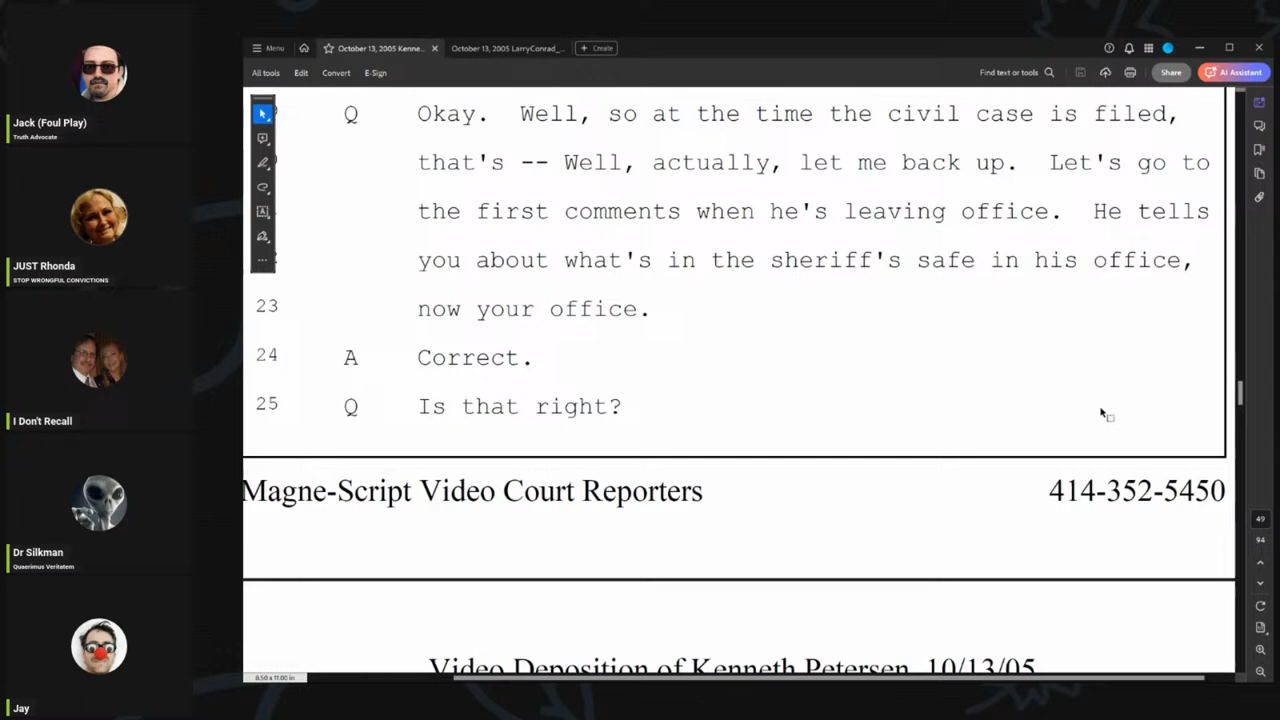 Jack (Foul Play)
Truth Advocate
JUST Rhonda
STOP WRONGFUL CONVICTIONS
I Don't Recall
Dr Silkman
Quaerimus Veritatem
Jay
Menu
October 13, 2005 Kenne...
October 13, 2005 LarryConrad_...
+ Create
All tools
Edit
Convert
E-Sign
Find text or tools
Share
AI Assistant
Q Okay. Well, so at the time the civil case is filed,
that's -- Well, actually, let me back up. Let's go to
the first comments when he's leaving office. He tells
you about what's in the sheriff's safe in his office,
23 now your office.
24 A Correct.
25 Q Is that right?
Magne-Script Video Court Reporters 414-352-5450
Video Deposition of Kenneth Petersen, 10/13/05
8.50 x 11.00 in
49
94